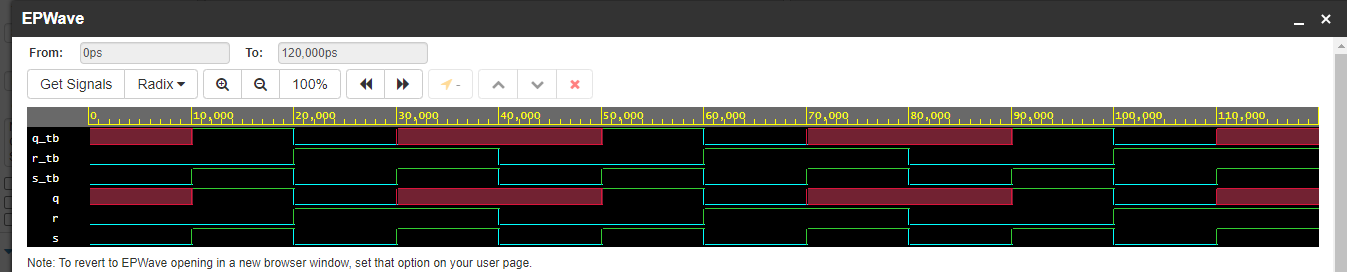 EPWave
From: 0ps To: 120,000ps
Get Signals Radix 100% -
0 10,000 20,000 30,000 40,000 50,000 60,000 70,000 80,000 90,000 100,000 110,000
q_tb
r_tb
s_tb
q
r
s
Note: To revert to EPWave opening in a new browser window, set that option on your user page.